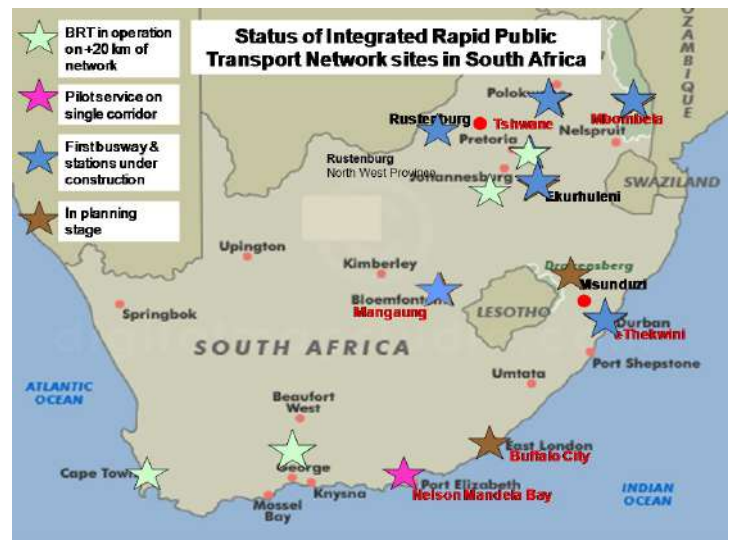 BRT in operation
on +20 km of
network
Pilot service on
single corridor
First busway &
stations under
construction
In planning
stage
Status of Integrated Rapid Public
Transport Network sites in South Africa
MOZAMBIQUE
Rustenburg
Tshwane
Mbombela
Pretoria
Nelspruit
Rustenburg
North West Province
Johannesburg
SWAZILAND
Ekurhuleni
Upington
Kimberley
Drakensberg
Msunduzi
Springbok
Bloemfontein
Mangaung
LESOTHO
Durban
eThekwini
SOUTH AFRICA
Port Shepstone
ATLANTIC
OCEAN
Umtata
Beaufort
West
East London
Buffalo City
Cape Town
George
Knysna
Port Elizabeth
Nelson Mandela Bay
Mossel
Bay
INDIAN
OCEAN